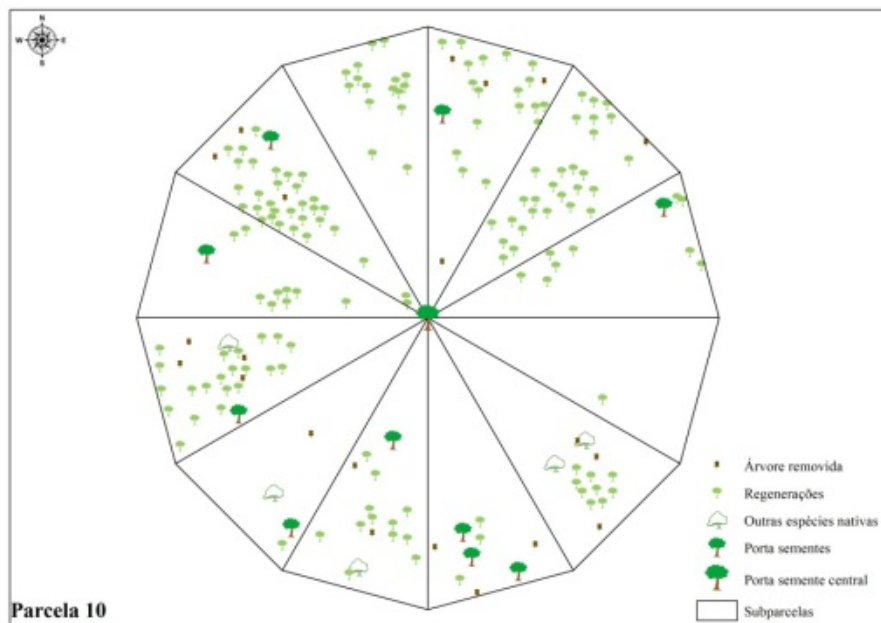 N
W E
S
Árvore removida
Regenerações
Outras espécies nativas
Porta sementes
Porta semente central
Subparcelas
Parcela 10